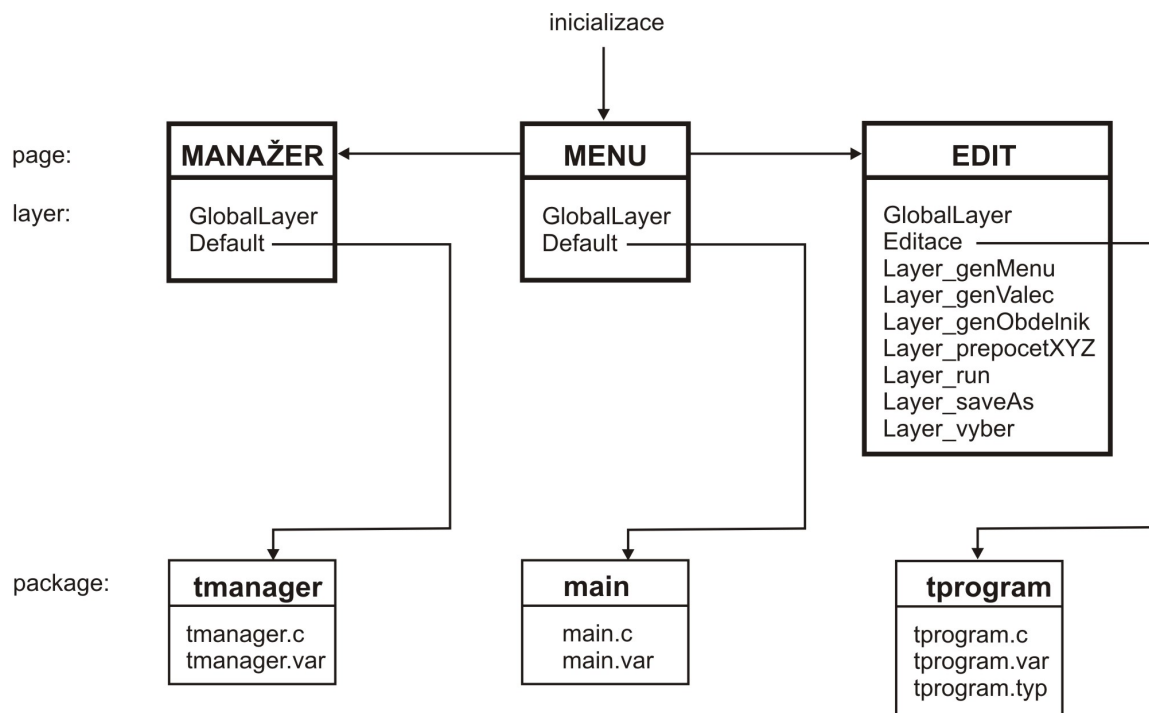 inicializace
page:
MANAŽER
MENU
EDIT
layer:
GlobalLayer
Default
GlobalLayer
Default
GlobalLayer
Editace
Layer_genMenu
Layer_genValec
Layer_genObdelnik
Layer_prepocetXYZ
Layer_run
Layer_saveAs
Layer_vyber
package:
tmanager
tmanager.c
tmanager.var
main
main.c
main.var
tprogram
tprogram.c
tprogram.var
tprogram.typ